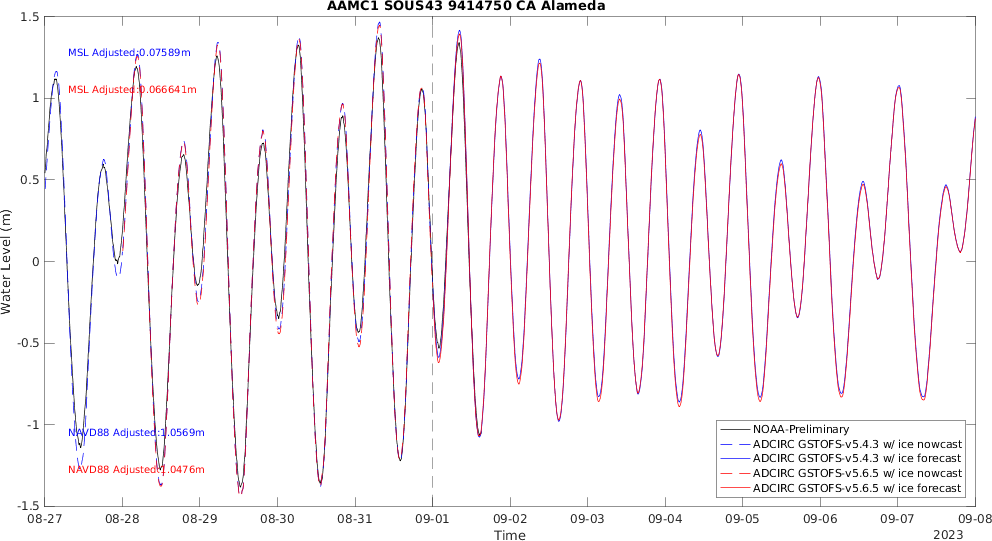 AAMC1 SOUS43 9414750 CA Alameda
1.5
1
0.5
0
-0.5
-1
-1.5
Water Level (m)
MSL Adjusted:0.07589m
MSL Adjusted:0.066641m
NAVD88 Adjusted:1.0569m
NAVD88 Adjusted:1.0476m
NOAA-Preliminary
ADCIRC GSTOFS-v5.4.3 w/ ice nowcast
ADCIRC GSTOFS-v5.4.3 w/ ice forecast
ADCIRC GSTOFS-v5.6.5 w/ ice nowcast
ADCIRC GSTOFS-v5.6.5 w/ ice forecast
08-27 08-28 08-29 08-30 08-31 09-01 09-02 09-03 09-04 09-05 09-06 09-07 09-08
Time
2023